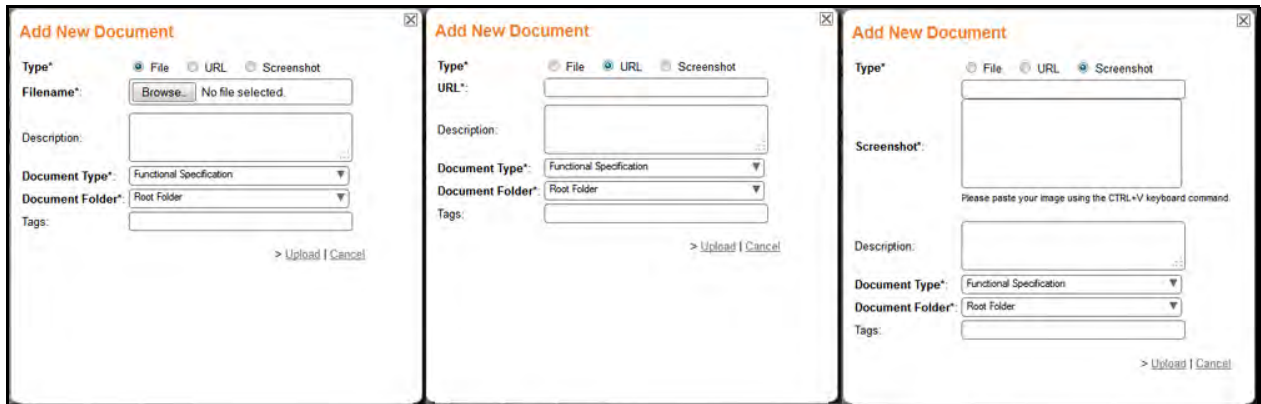 Add New Document
Type* File URL Screenshot
Filename*: Browse... No file selected.
Description:
Document Type*: Functional Specification
Document Folder*: Root Folder
Tags:
> Upload | Cancel
Add New Document
Type* File URL Screenshot
URL*:
Description:
Document Type*: Functional Specification
Document Folder*: Root Folder
Tags:
> Upload | Cancel
Add New Document
Type* File URL Screenshot
Screenshot*:
Please paste your image using the CTRL+V keyboard command.
Description:
Document Type*: Functional Specification
Document Folder*: Root Folder
Tags:
> Upload | Cancel